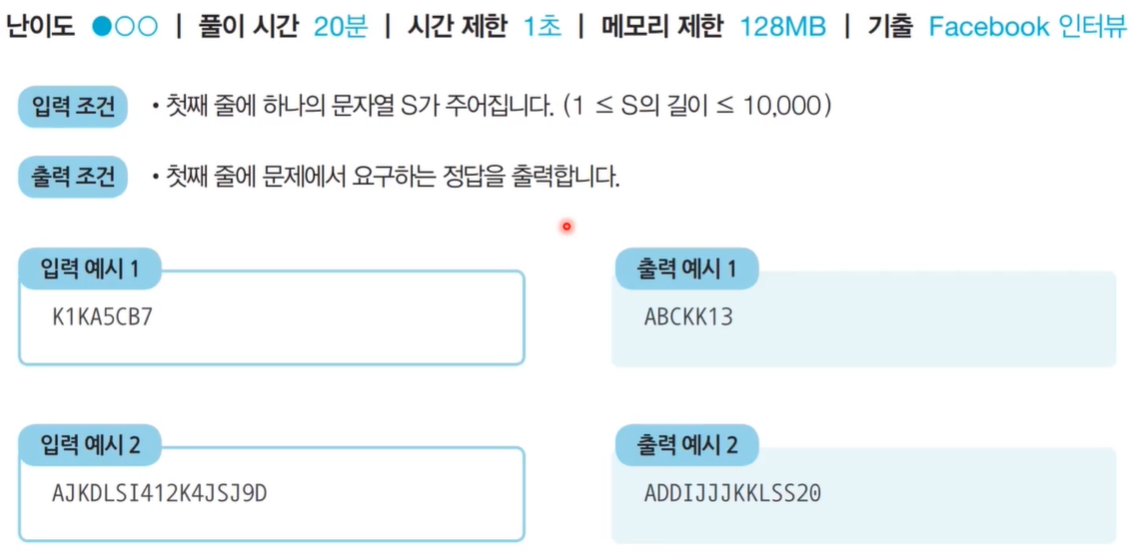 난이도 ●○○ | 풀이 시간 20분 | 시간 제한 1초 | 메모리 제한 128MB | 기출 Facebook 인터뷰
입력 조건 • 첫째 줄에 하나의 문자열 S가 주어집니다. (1 ≤ S의 길이 ≤ 10,000)
출력 조건 • 첫째 줄에 문제에서 요구하는 정답을 출력합니다.
입력 예시 1
K1KA5CB7
출력 예시 1
ABCKK13
입력 예시 2
AJKDLSI412K4JSJ9D
출력 예시 2
ADDIJJJKKLSS20